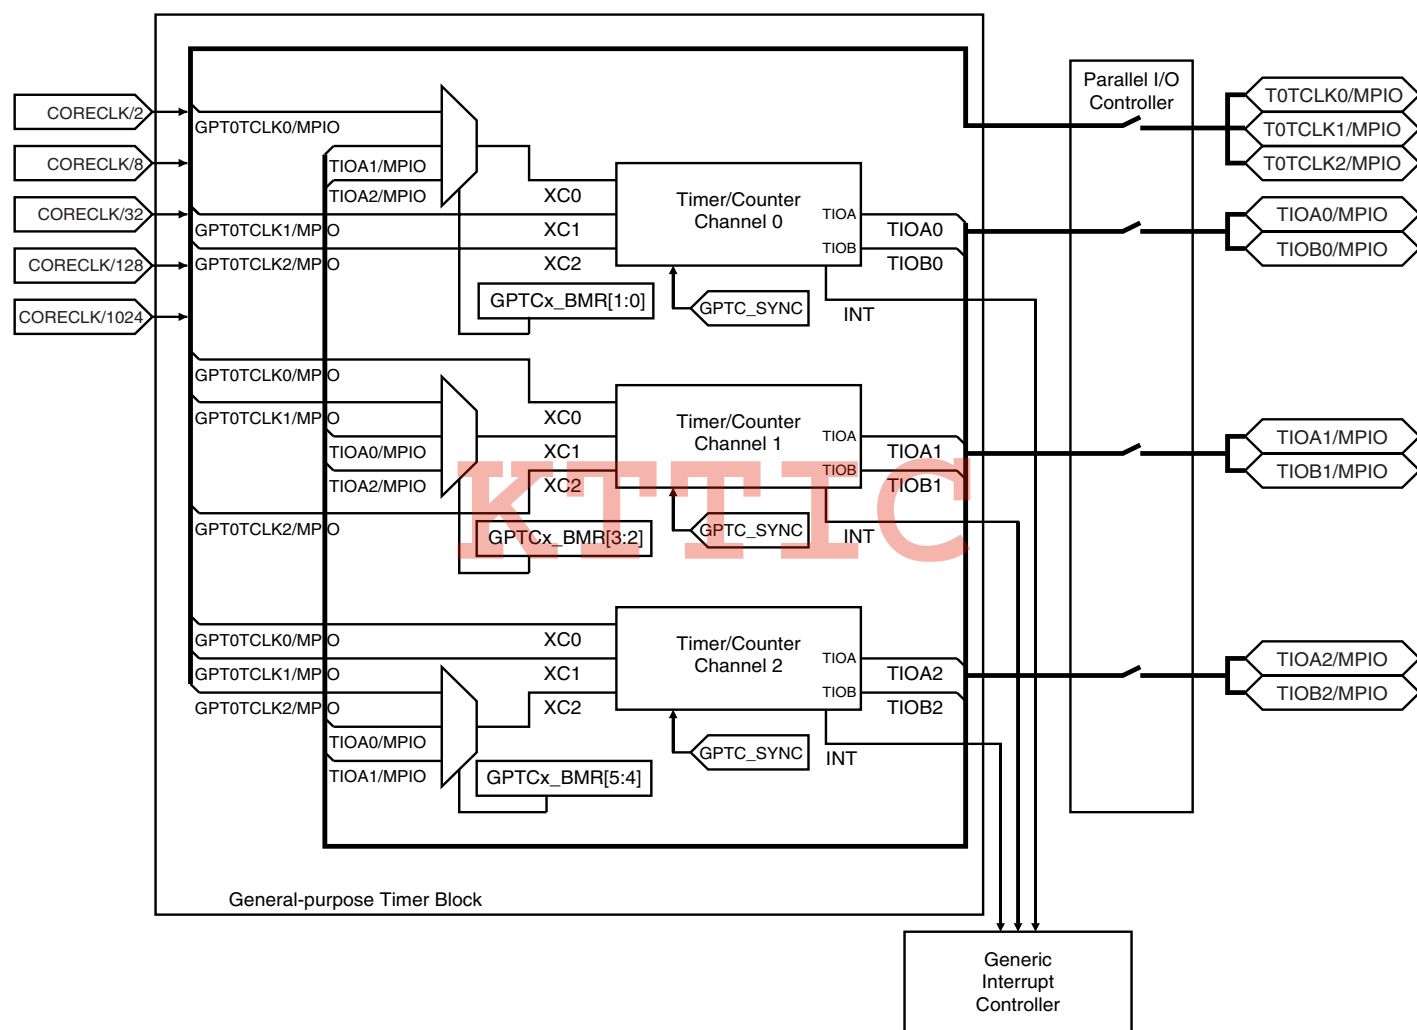 CORECLK/2
CORECLK/8
CORECLK/32
CORECLK/128
CORECLK/1024
GPT0TCLK0/MPIO
TIOA1/MPIO
TIOA2/MPIO
GPT0TCLK1/MPIO
GPT0TCLK2/MPIO
XC0
XC1
XC2
Timer/Counter
Channel 0
TIOA
TIOB
TIOA0
TIOB0
GPTCx_BMR[1:0]
GPTC_SYNC
INT
GPT0TCLK0/MPIO
GPT0TCLK1/MPIO
TIOA0/MPIO
TIOA2/MPIO
GPT0TCLK2/MPIO
XC0
XC1
XC2
Timer/Counter
Channel 1
TIOA
TIOB
TIOA1
TIOB1
GPTCx_BMR[3:2]
GPTC_SYNC
INT
KTTIC
GPT0TCLK0/MPIO
GPT0TCLK1/MPIO
GPT0TCLK2/MPIO
TIOA0/MPIO
TIOA1/MPIO
XC0
XC1
XC2
Timer/Counter
Channel 2
TIOA
TIOB
TIOA2
TIOB2
GPTCx_BMR[5:4]
GPTC_SYNC
INT
General-purpose Timer Block
Parallel I/O
Controller
T0TCLK0/MPIO
T0TCLK1/MPIO
T0TCLK2/MPIO
TIOA0/MPIO
TIOB0/MPIO
TIOA1/MPIO
TIOB1/MPIO
TIOA2/MPIO
TIOB2/MPIO
Generic
Interrupt
Controller